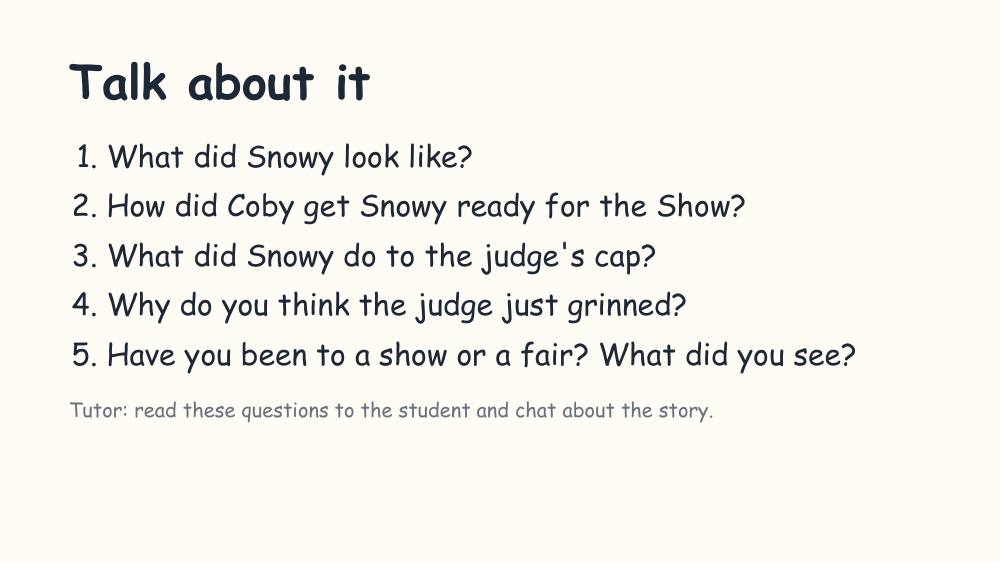 Talk about it
1. What did Snowy look like?
2. How did Coby get Snowy ready for the Show?
3. What did Snowy do to the judge's cap?
4. Why do you think the judge just grinned?
5. Have you been to a show or a fair? What did you see?
Tutor: read these questions to the student and chat about the story.